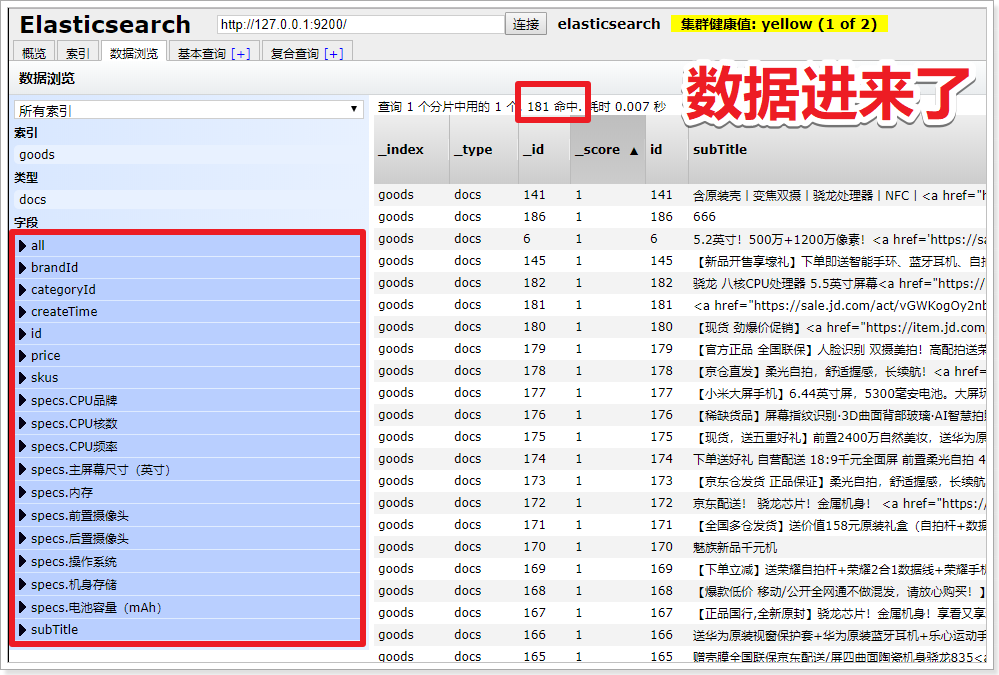 Elasticsearch http://127.0.0.1:9200/ 连接 elasticsearch 集群健康值: yellow (1 of 2)
概览 索引 数据浏览 基本查询 [+] 复合查询 [+]
数据浏览
数据进来了
所有索引 ▼
索引
goods
类型
docs
字段
all
brandId
categoryId
createTime
id
price
skus
specs.CPU品牌
specs.CPU核数
specs.CPU频率
specs.主屏幕尺寸（英寸）
specs.内存
specs.前置摄像头
specs.后置摄像头
specs.操作系统
specs.机身存储
specs.电池容量（mAh）
subTitle
查询 1 个分片中用的 1 个. 181 命中. 耗时 0.007 秒
_index _type _id _score ▲ id subTitle
goods docs 141 1 141 含原装壳丨变焦双摄丨骁龙处理器丨NFC丨<a href="h
goods docs 186 1 186 666
goods docs 6 1 6 5.2英寸！500万+1200万像素！<a href='https://sa
goods docs 145 1 145 【新品开售享壕礼】下单即送智能手环、蓝牙耳机、自拍
goods docs 182 1 182 骁龙 八核CPU处理器 5.5英寸屏幕<a href="https://
goods docs 181 1 181 <a href="https://sale.jd.com/act/vGWKogOy2nb
goods docs 180 1 180 【现货 劲爆价促销】<a href="https://item.jd.com
goods docs 179 1 179 【官方正品 全国联保】人脸识别 双摄美拍！高配拍送荣
goods docs 178 1 178 【京仓直发】柔光自拍，舒适握感，长续航！<a href=
goods docs 177 1 177 【小米大屏手机】6.44英寸屏，5300毫安电池。大屏玩
goods docs 176 1 176 【稀缺货品】屏幕指纹识别·3D曲面背部玻璃·AI智慧拍摄
goods docs 175 1 175 【现货，送五重好礼】前置2400万自然美妆，送华为原
goods docs 174 1 174 下单送好礼 自营配送 18:9千元全面屏 前置柔光自拍 4
goods docs 173 1 173 【京东仓发货 正品保证】柔光自拍，舒适握感，长续航
goods docs 172 1 172 京东配送！ 骁龙芯片！金属机身！ <a href="https://
goods docs 171 1 171 【全国多仓发货】送价值158元原装礼盒（自拍杆+数据
goods docs 170 1 170 魅族新品千元机
goods docs 169 1 169 【下单立减】送荣耀自拍杆+荣耀2合1数据线+荣耀手机
goods docs 168 1 168 【爆款低价 移动/公开全网通不做混发，请放心购买！】
goods docs 167 1 167 【正品国行,全新原封】骁龙芯片！金属机身！享看又享
goods docs 166 1 166 送华为原装视窗保护套+华为原装蓝牙耳机+乐心运动手
goods docs 165 1 165 赠壳膜全国联保京东配送/屏四曲面陶瓷机身骁龙835<a